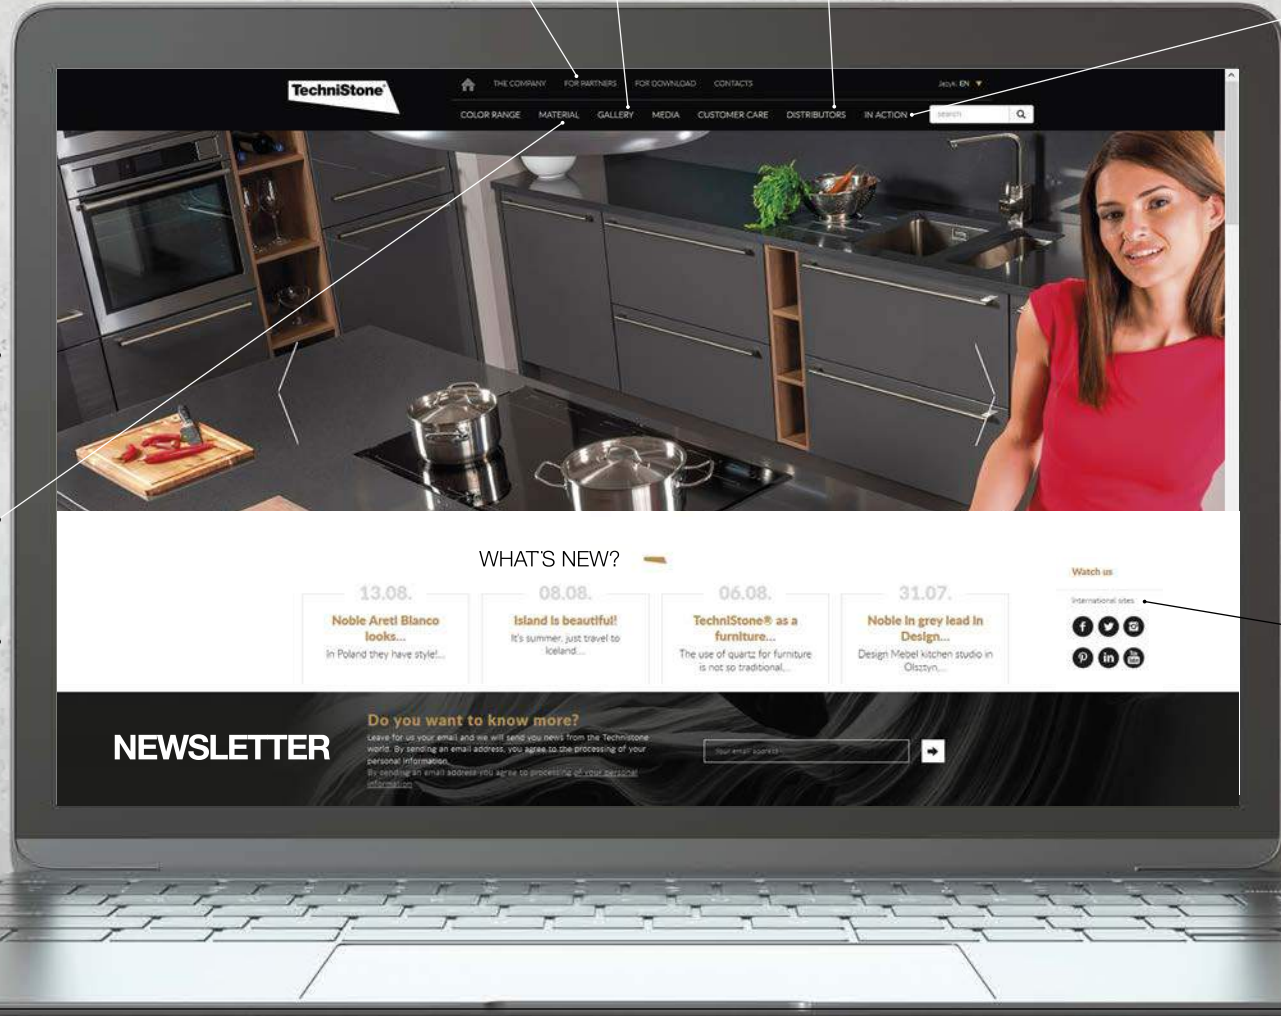 TechniStone®
THE COMPANY FOR PARTNERS FOR DOWNLOAD CONTACTS
Język: EN
COLOR RANGE MATERIAL GALLERY MEDIA CUSTOMER CARE DISTRIBUTORS IN ACTION
search
WHAT'S NEW?
13.08.
Noble Areti Bianco
looks...
In Poland they have style!...
08.08.
Island is beautiful!
It's summer, just travel to
Iceland....
06.08.
TechniStone® as a
furniture...
The use of quartz for furniture
is not so traditional,...
31.07.
Noble in grey lead in
Design...
Design Mebel kitchen studio in
Olsztyn,...
Watch us
International sites
NEWSLETTER
Do you want to know more?
Leave for us your email and we will send you news from the Technistone
world. By sending an email address, you agree to the processing of your
personal information.
By sending an email address you agree to processing of your personal
information
Your email address